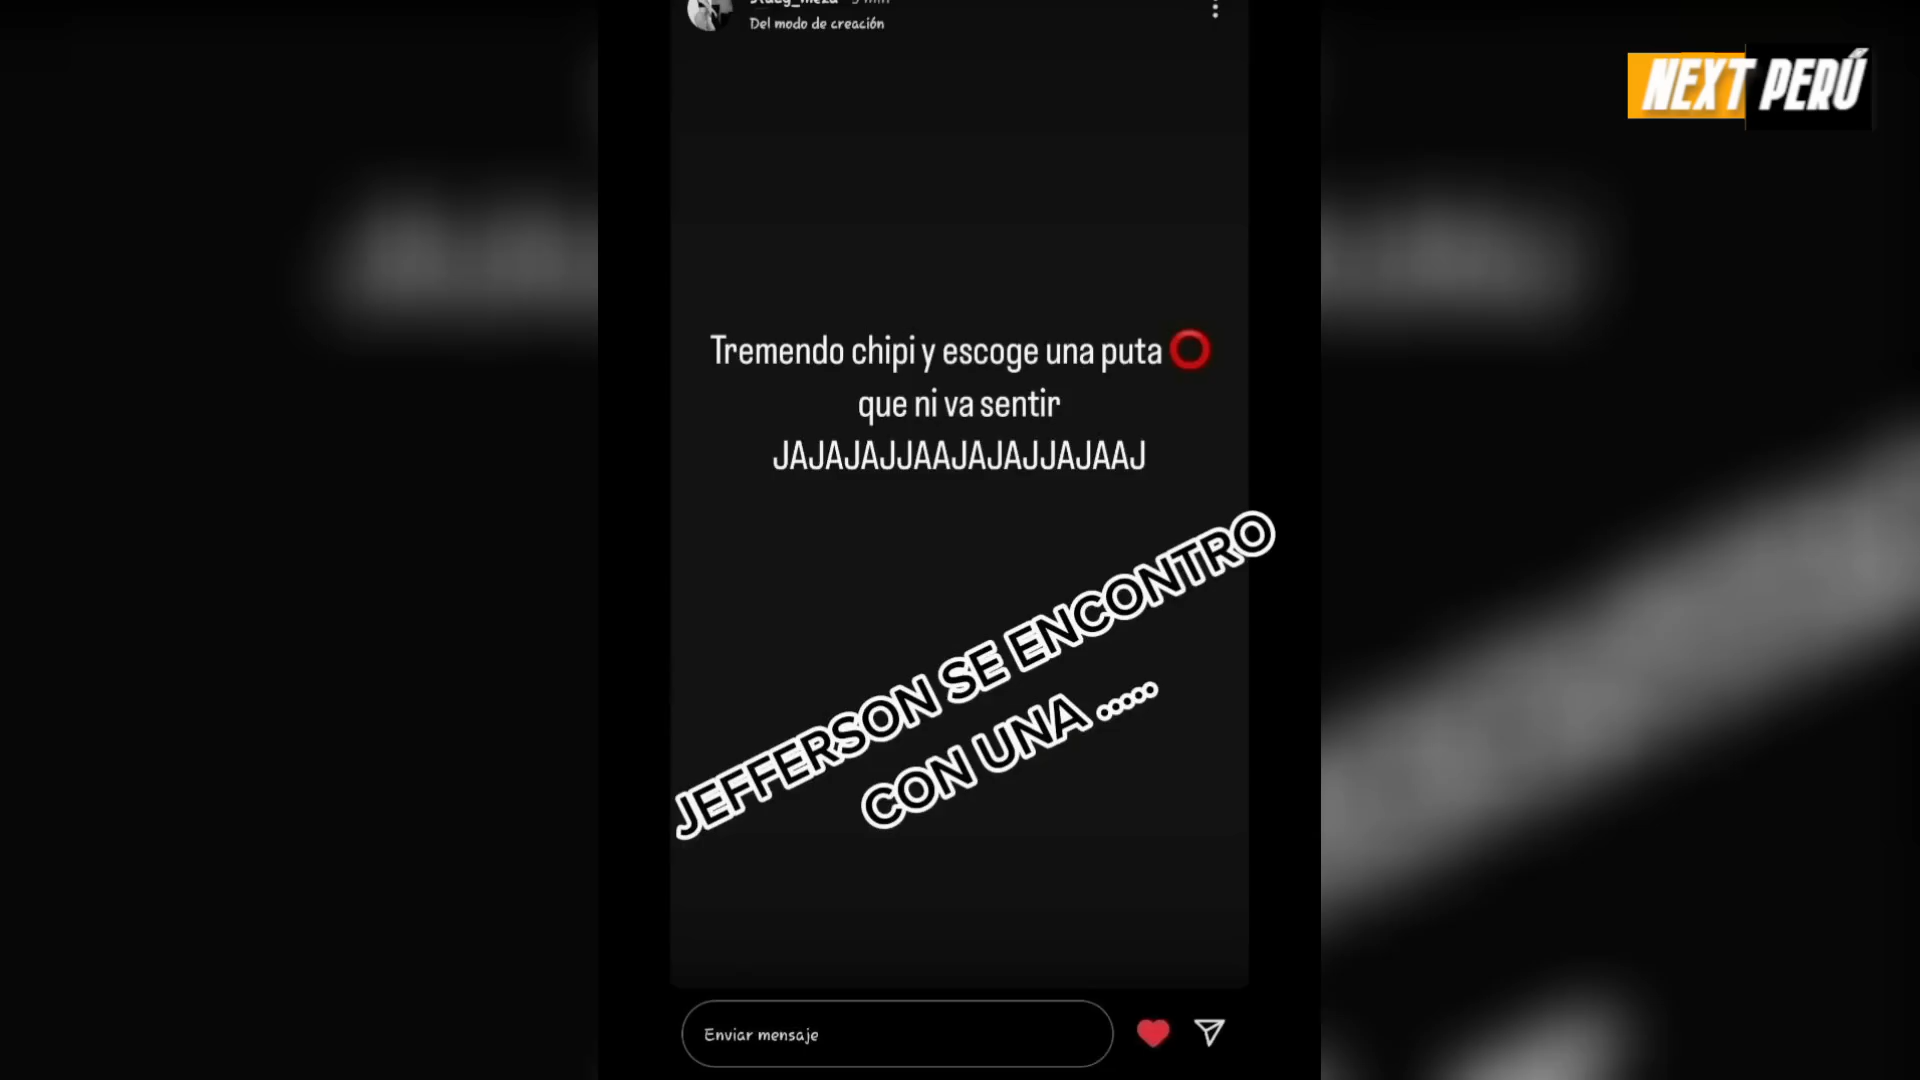 Del modo de creación
NEXT PERÚ
Tremendo chipi y escoge una puta ⭕
que ni va sentir
JAJAJAJJAAJAJAJJAJAAJ
JEFFERSON SE ENCONTRO
CON UNA .....
Enviar mensaje